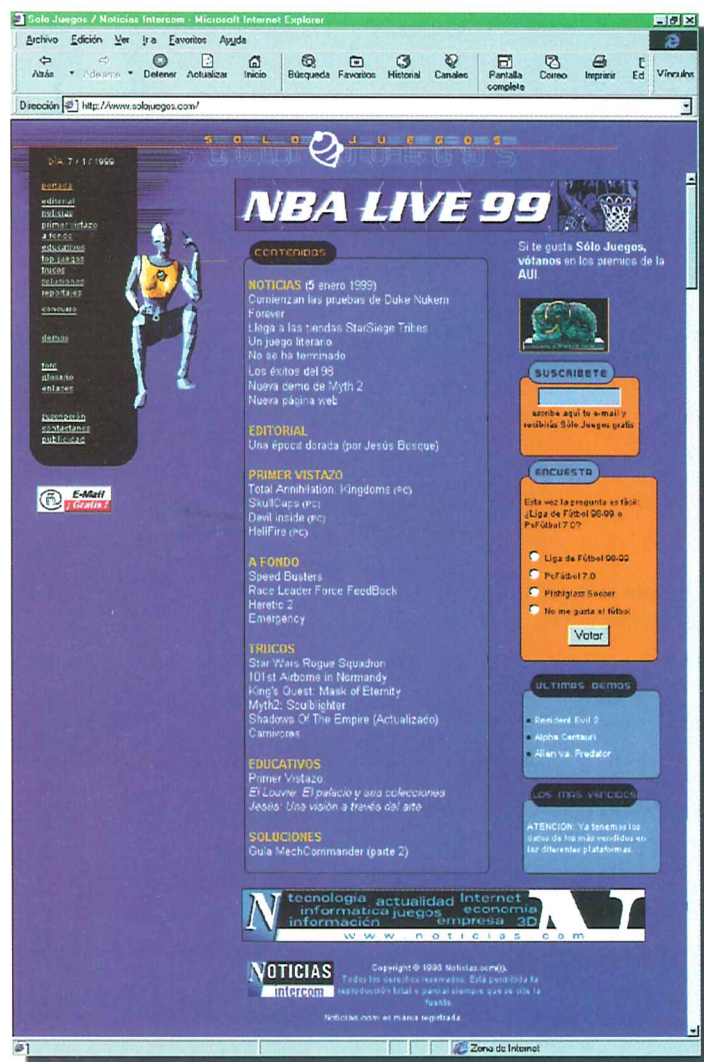 Solo Juegos / Noticias Intercom - Microsoft Internet Explorer
Archivo Edición Ver Ir a Favoritos Ayuda
Atrás Adelante Detener Actualizar Inicio Búsqueda Favoritos Historial Canales Pantalla completa Correo Imprimir Ed Vínculos
Dirección http://www.solojuegos.com/
SOLO JUEGOS
DÍA: 7 / 1 / 1999
portada
editorial
noticias
primer vistazo
a fondo
educativos
top juegos
trucos
soluciones
reportajes
concurso
demos
foro
glosario
enlaces
suscripción
contactanos
publicidad
ñ E-Mail
¡ Gratis !
NBA LIVE 99
CONTENIDOS
NOTICIAS (5 enero 1999)
Comienzan las pruebas de Duke Nukem
Forever
Llega a las tiendas StarSiege Tribes
Un juego literario
No se ha terminado
Los éxitos del 98
Nueva demo de Myth 2
Nueva página web
EDITORIAL
Una época dorada (por Jesús Bosque)
PRIMER VISTAZO
Total Annihilation: Kingdoms (PC)
SkullCaps (PC)
Devil inside (PC)
HellFire (PC)
A FONDO
Speed Busters
Race Leader Force FeedBack
Heretic 2
Emergency
TRUCOS
Star Wars Rogue Squadron
101st Airborne in Normandy
King's Quest: Mask of Eternity
Myth2: Soulblighter
Shadows Of The Empire (Actualizado)
Carnivores
EDUCATIVOS
Primer Vistazo:
El Louvre: El palacio y sus colecciones
Jesús: Una visión a través del arte
SOLUCIONES
Guía MechCommander (parte 2)
Si te gusta Sólo Juegos,
vótanos en los premios de la
AUI.
SUSCRIBETE
escribe aquí tu e-mail y
recibirás Sólo Juegos gratis
ENCUESTA
Esta vez la pregunta es fácil:
¿Liga de Fútbol 98-99 o
PcFútbol 7.0?
Liga de Fútbol 98-99
PcFútbol 7.0
Pishiglass Soccer
No me gusta el fútbol
Votar
ULTIMAS DEMOS
Resident Evil 2
Alpha Centauri
Alien vs. Predator
LOS MAS VENDIDOS
ATENCION: Ya tenemos los
datos de los más vendidos en
las diferentes plataformas.
N tecnología actualidad Internet
informática juegos economía
información empresa 3D
www.noticias.com
NOTICIAS
intercom
Copyright © 1998 Noticias.com(i).
Todos los derechos reservados. Está permitida la
reproducción total o parcial siempre que se cite la
fuente.
Noticias.com es marca registrada.
Zona de Internet